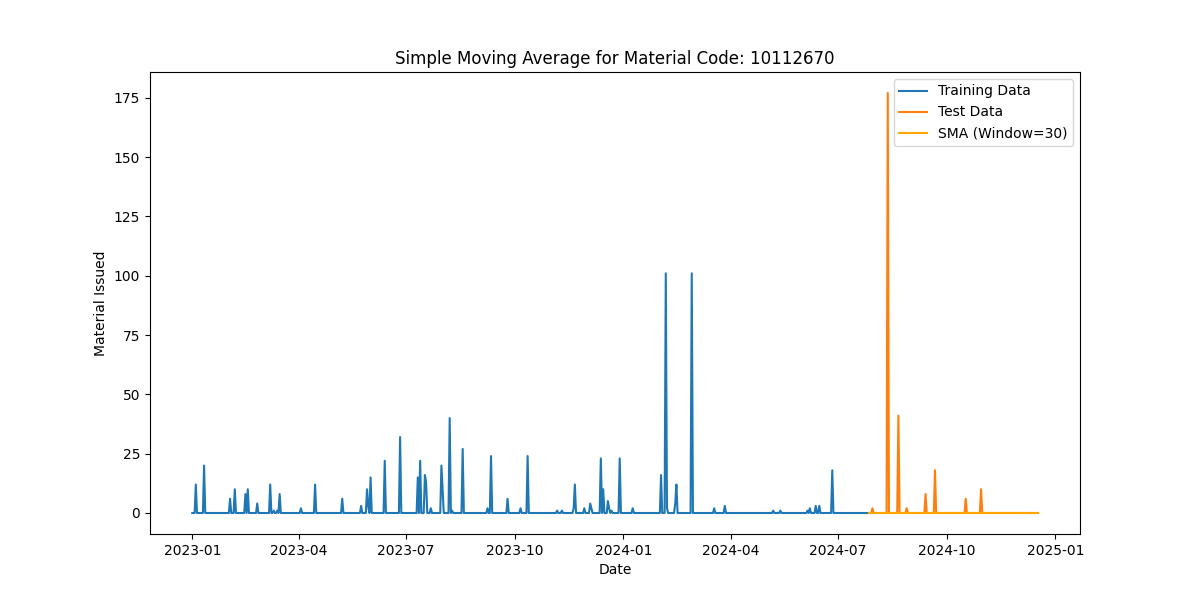 Simple Moving Average for Material Code: 10112670
Training Data
Test Data
SMA (Window=30)
Material Issued
175
150
125
100
75
50
25
0
2023-01 2023-04 2023-07 2023-10 2024-01 2024-04 2024-07 2024-10 2025-01
Date